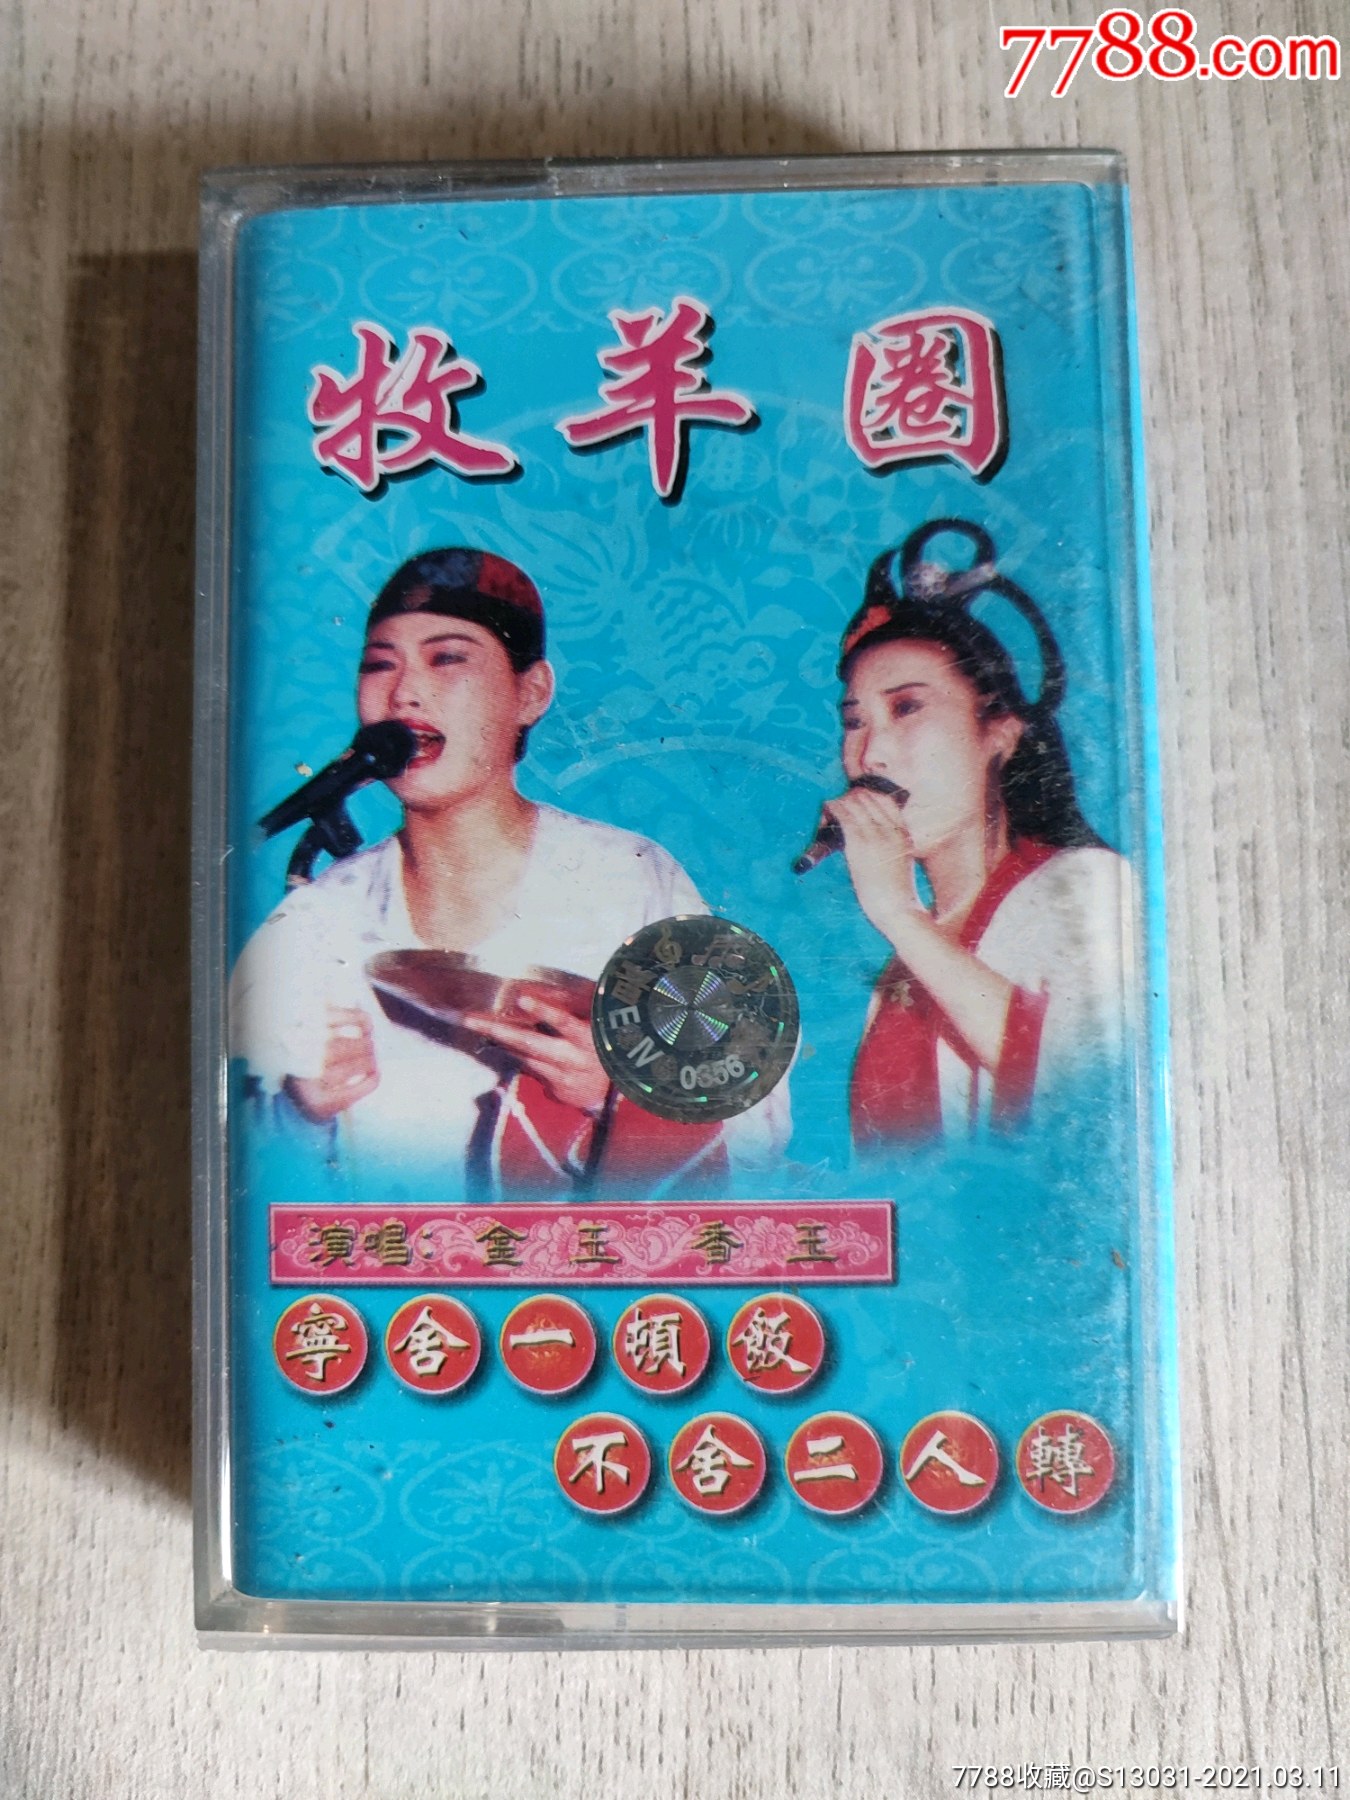 7788.com
牧羊圈
0356
演唱：金玉 香玉
寧舍一頓飯
不舍二人轉
7788收藏@S13031-2021.03.11